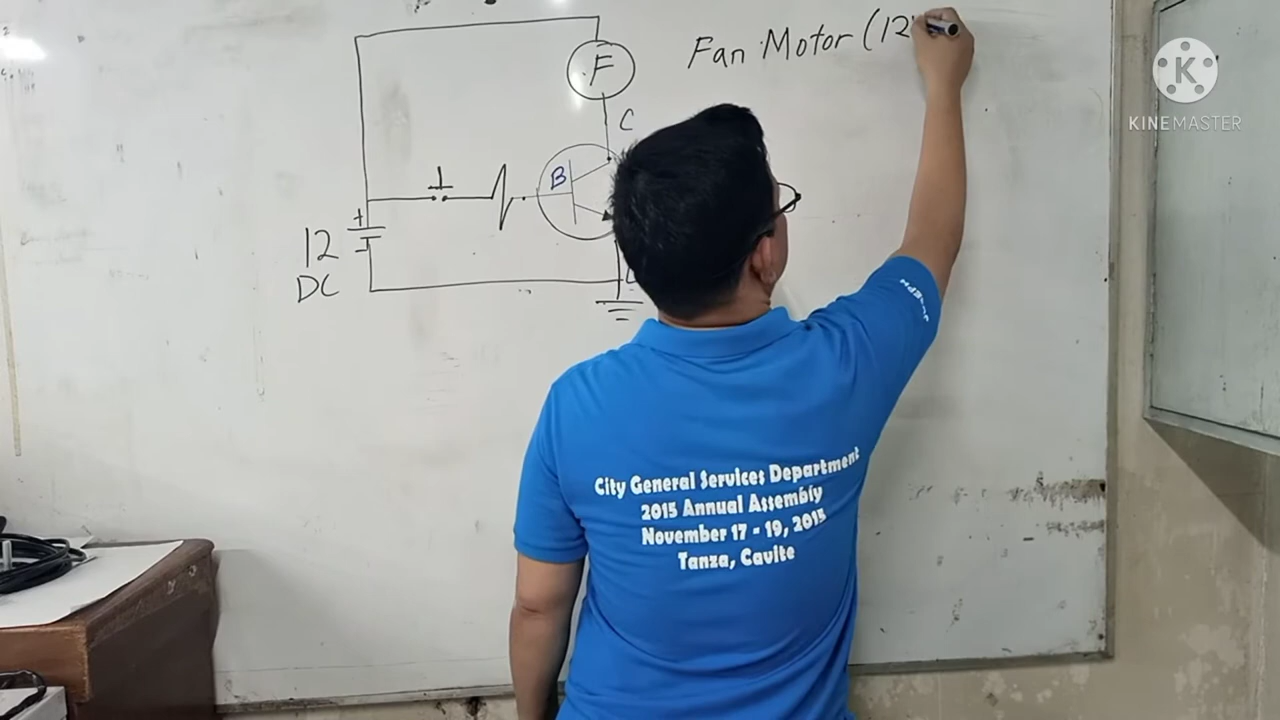 Fan Motor (12
F
C
B
+
-
12
DC
JOSEPH
City General Services Department
2015 Annual Assembly
November 17 - 19, 2015
Tanza, Cavite
K
KINEMASTER